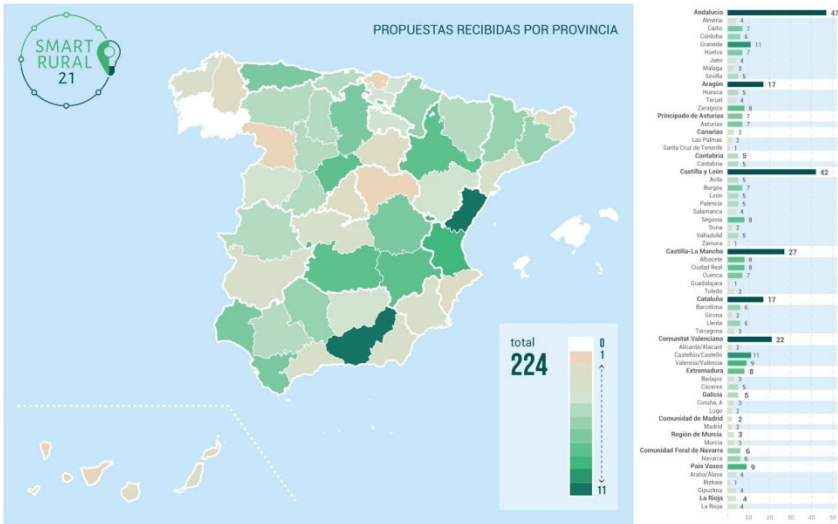 SMART
RURAL
21
PROPUESTAS RECIBIDAS POR PROVINCIA
total
224
0
1
11
Andalucía 47
Almería 4
Cádiz 7
Córdoba 6
Granada 11
Huelva 7
Jaén 4
Málaga 3
Sevilla 5
Aragón 17
Huesca 5
Teruel 4
Zaragoza 8
Principado de Asturias 7
Asturias 7
Canarias 3
Las Palmas 2
Santa Cruz de Tenerife 1
Cantabria 5
Cantabria 5
Castilla y León 42
Ávila 5
Burgos 7
León 5
Palencia 5
Salamanca 4
Segovia 8
Soria 2
Valladolid 5
Zamora 1
Castilla-La Mancha 27
Albacete 8
Ciudad Real 8
Cuenca 7
Guadalajara 1
Toledo 3
Cataluña 17
Barcelona 6
Girona 2
Lleida 6
Tarragona 3
Comunitat Valenciana 22
Alicante/Alacant 2
Castellón/Castelló 11
Valencia/València 9
Extremadura 8
Badajoz 3
Cáceres 5
Galicia 5
Coruña, A 3
Lugo 2
Comunidad de Madrid 2
Madrid 2
Región de Murcia 3
Murcia 3
Comunidad Foral de Navarra 6
Navarra 6
País Vasco 9
Araba/Álava 4
Bizkaia 1
Gipuzkoa 4
La Rioja 4
La Rioja 4
10 20 30 40 50